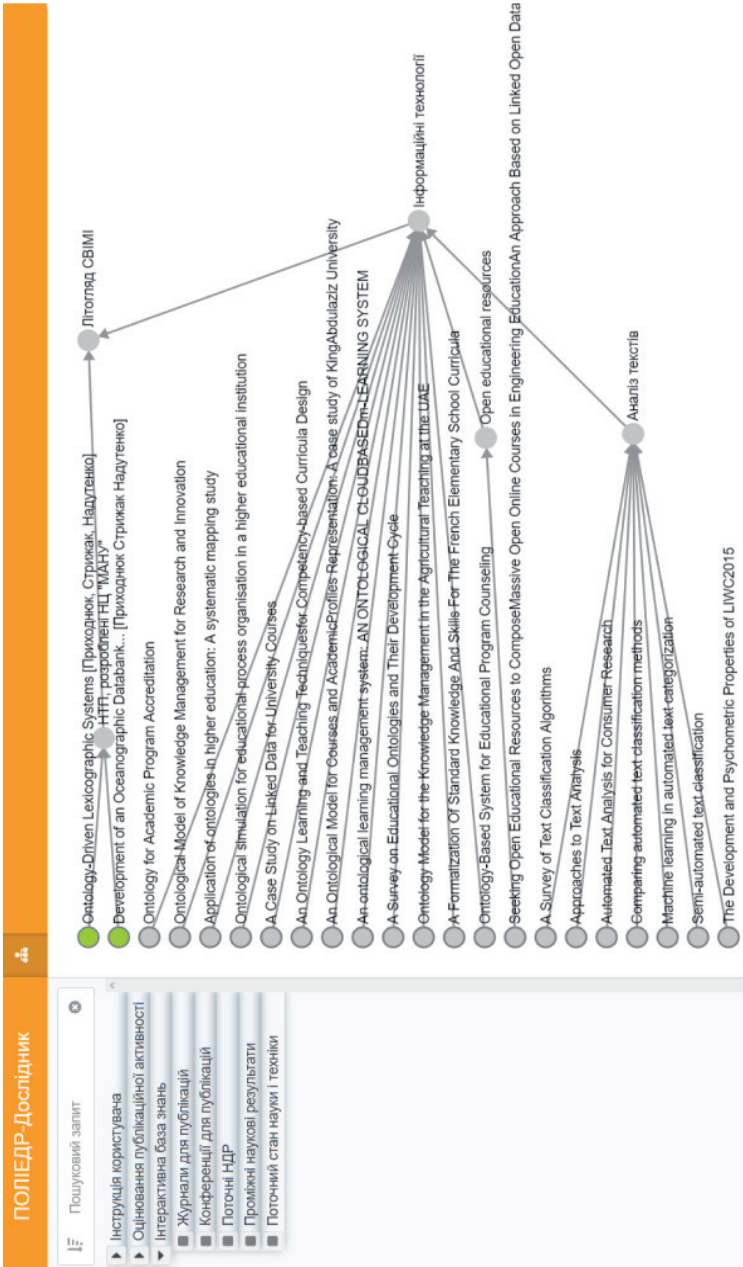 ПОЛІЕДР-Дослідник
Пошуковий запит
Інструкція користувача
Оцінювання публікаційної активності
Інтерактивна база знань
Журнали для публікацій
Конференції для публікацій
Поточні НДР
Проміжні наукові результати
Поточний стан науки і техніки
Ontology-Driven Lexicographic Systems [Приходнюк, Стрижак, Надутенко]
НТП, розроблені НЦ "МАНУ"
Development of an Oceanographic Databank... [Приходнюк Стрижак Надутенко]
Ontology for Academic Program Accreditation
Ontological Model of Knowledge Management for Research and Innovation
Application of ontologies in higher education: A systematic mapping study
Ontological simulation for educational process organisation in a higher educational institution
A Case Study on Linked Data for University Courses
An Ontology Learning and Teaching Techniquesfor Competency-based Curricula Design
An Ontological Model for Courses and AcademicProfiles Representation: A case study of KingAbdulaziz University
An ontological learning management system: AN ONTOLOGICAL CLOUDBASEDm-LEARNING SYSTEM
A Survey on Educational Ontologies and Their Development Cycle
Ontology Model for the Knowledge Management in the Agricultural Teaching at the UAE
A Formalization Of Standard Knowledge And Skills For The French Elementary School Curricula
Ontology-Based System for Educational Program Counseling
Seeking Open Educational Resources to ComposeMassive Open Online Courses in Engineering EducationAn Approach Based on Linked Open Data
A Survey of Text Classification Algorithms
Approaches to Text Analysis
Automated Text Analysis for Consumer Research
Comparing automated text classification methods
Machine learning in automated text categorization
Semi-automated text classification
The Development and Psychometric Properties of LIWC2015
Літогляд СВІМІ
Інформаційні технології
Open educational resources
Аналіз текстів